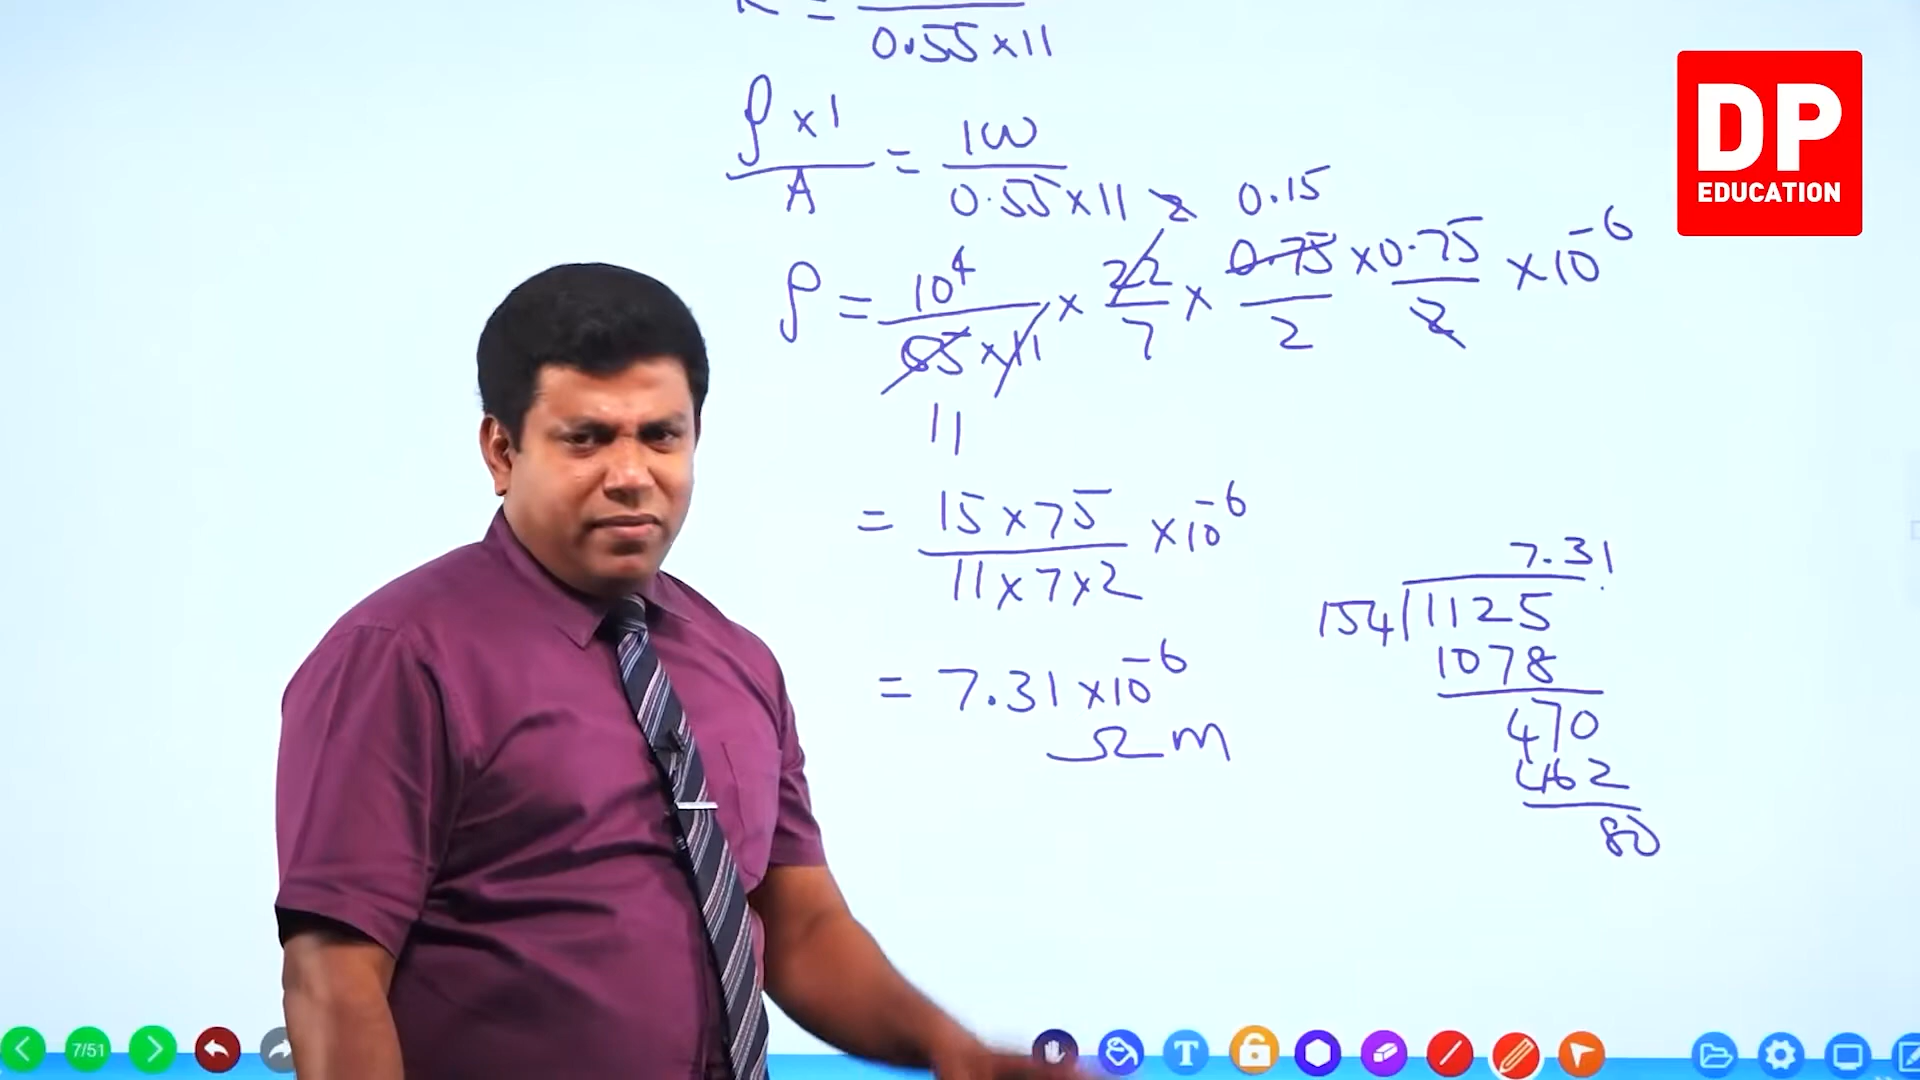 R =
0.55 × 11
ρ × 1 / A = 100 / 0.55 × 11
2 0.15
ρ = 10⁴ / 55 × 11 × 22 / 7 × 0.75 / 2 × 0.75 / 2 × 10⁻⁶
11
= 15 × 75 / 11 × 7 × 2 × 10⁻⁶
= 7.31 × 10⁻⁶
Ω m
7.31
154 1125
1078
470
462
80
DP
EDUCATION
7/51
T